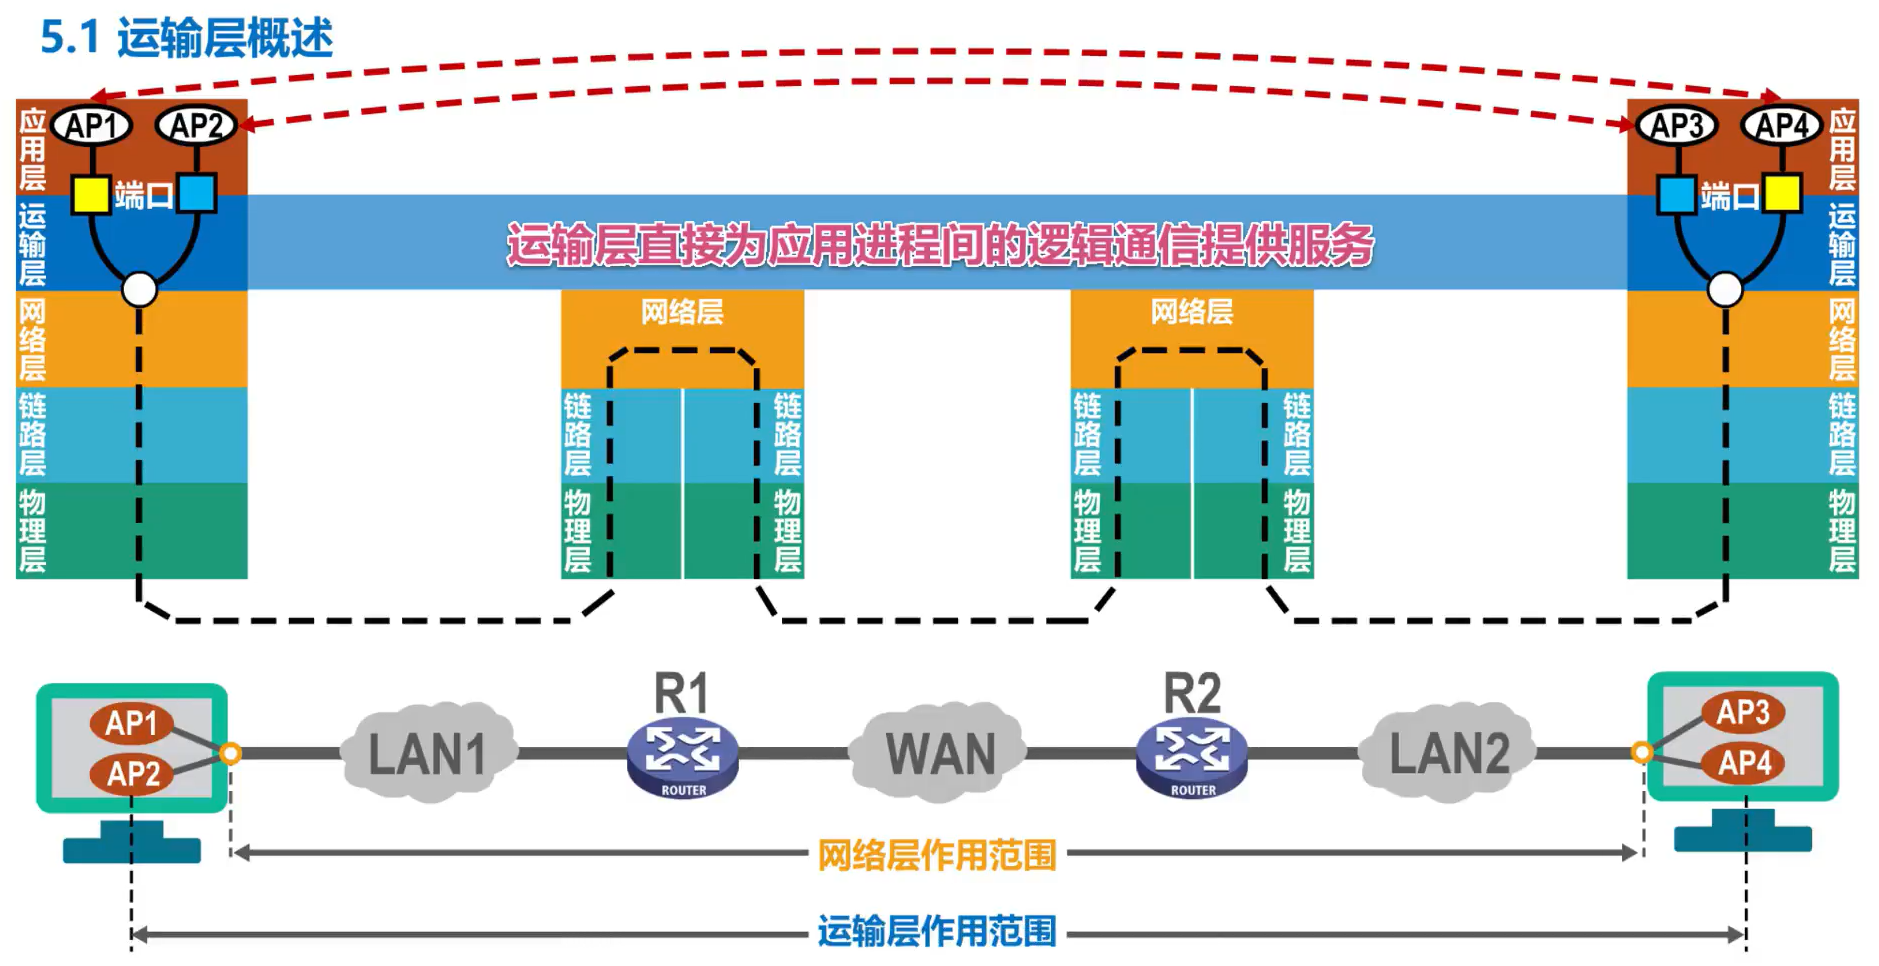 5.1 运输层概述
应用层
AP1
AP2
AP3
AP4
应用层
端口
端口
运输层
运输层直接为应用进程间的逻辑通信提供服务
运输层
网络层
网络层
网络层
网络层
链路层
链路层
链路层
链路层
链路层
链路层
物理层
物理层
物理层
物理层
物理层
物理层
R1
R2
AP1
AP2
LAN1
ROUTER
WAN
ROUTER
LAN2
AP3
AP4
网络层作用范围
运输层作用范围